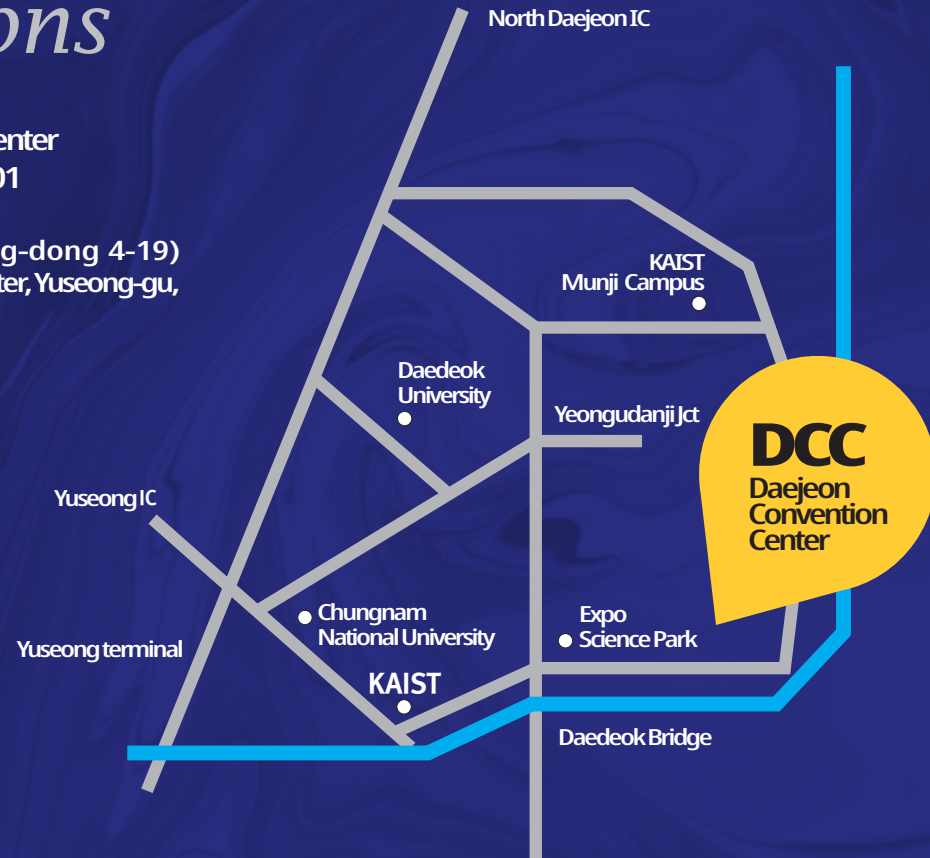 ons
enter
01
g-dong 4-19)
ter, Yuseong-gu,
North Daejeon IC
KAIST
Munji Campus
Daedeok
University
Yeongudanji Jct
DCC
Daejeon
Convention
Center
Yuseong IC
Chungnam
National University
Expo
Science Park
Yuseong terminal
KAIST
Daedeok Bridge